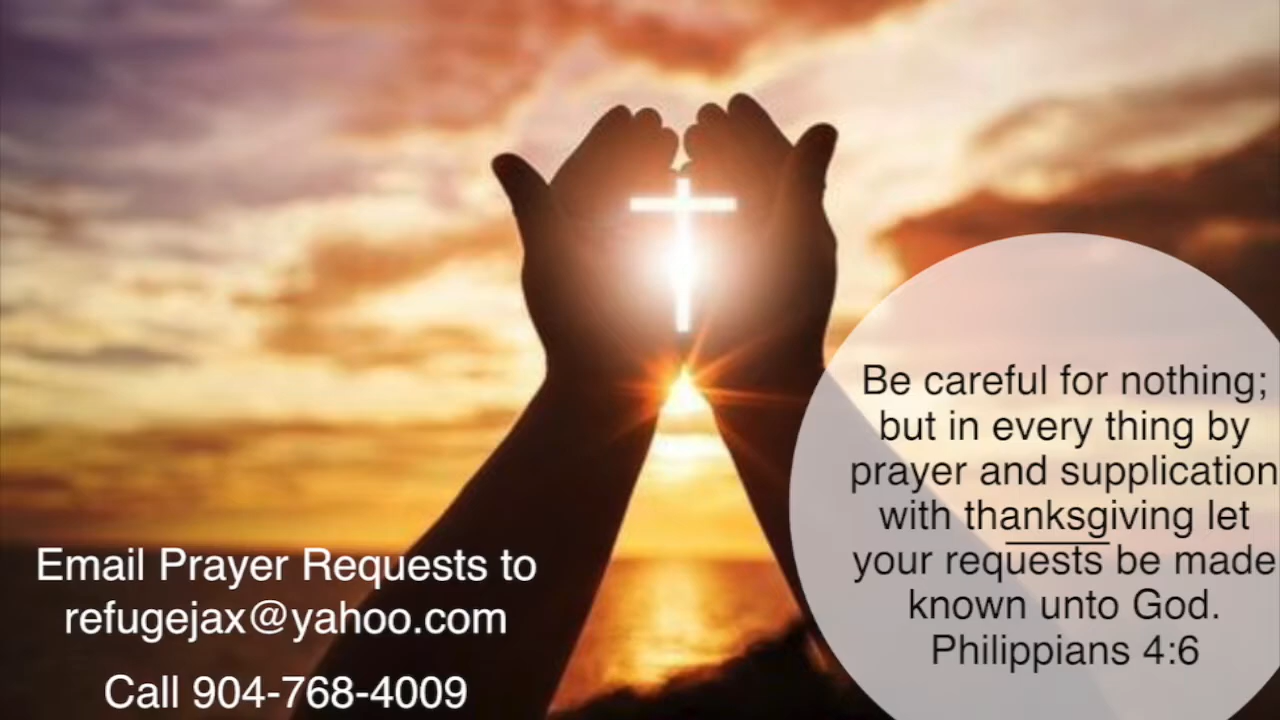 Be careful for nothing;
but in every thing by
prayer and supplication
with thanksgiving let
your requests be made
known unto God.
Philippians 4:6
Email Prayer Requests to
refugejax@yahoo.com
Call 904-768-4009